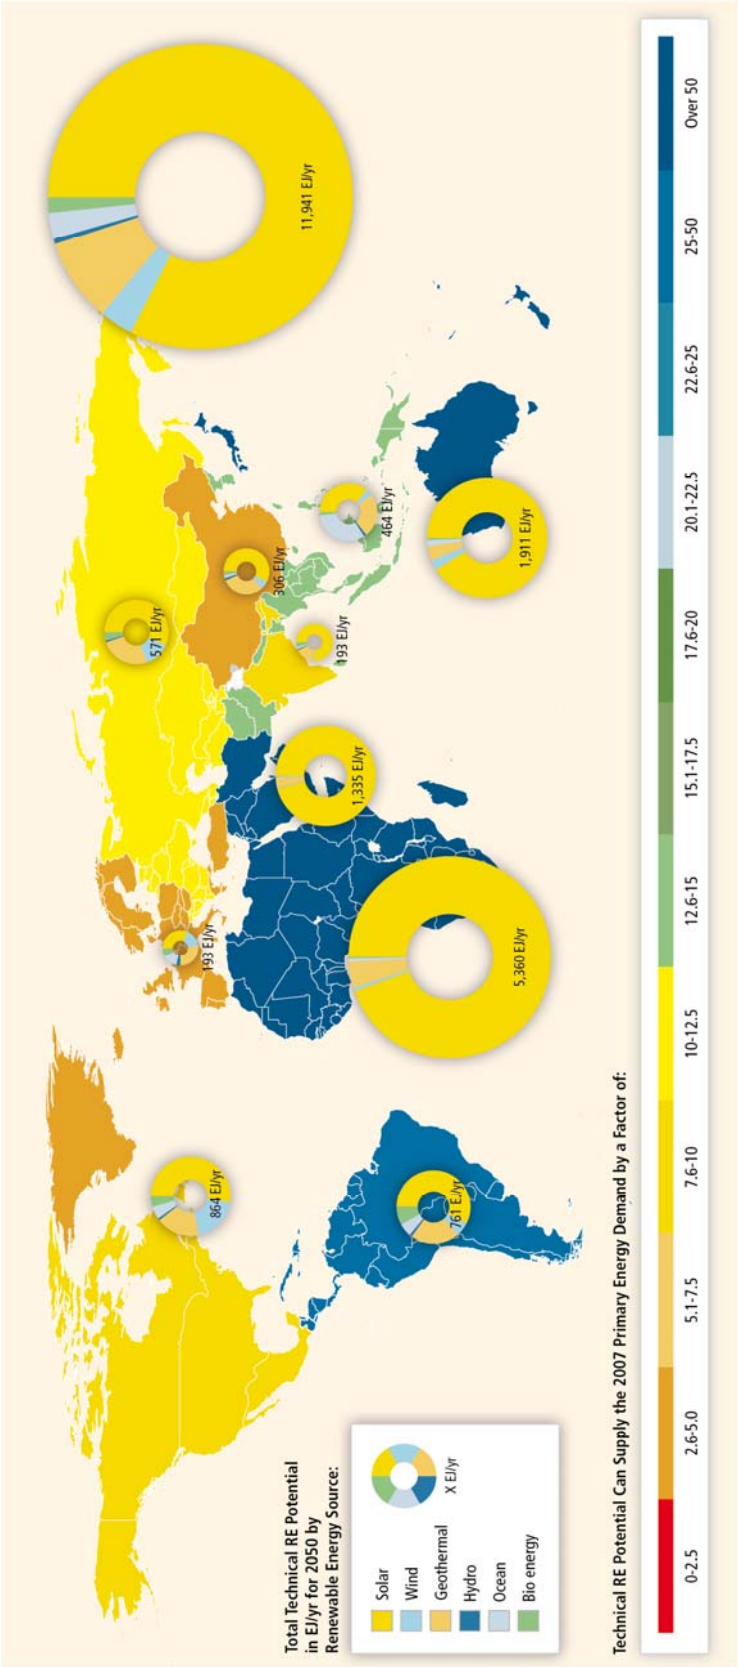 11,941 EJ/yr
571 EJ/yr
306 EJ/yr
464 EJ/yr
193 EJ/yr
1,911 EJ/yr
1,335 EJ/yr
193 EJ/yr
5,360 EJ/yr
864 EJ/yr
761 EJ/yr
Total Technical RE Potential
in EJ/yr for 2050 by
Renewable Energy Source:
Solar
Wind
Geothermal
Hydro
Ocean
Bio energy
X EJ/yr
Technical RE Potential Can Supply the 2007 Primary Energy Demand by a Factor of:
0-2.5
2.6-5.0
5.1-7.5
7.6-10
10-12.5
12.6-15
15.1-17.5
17.6-20
20.1-22.5
22.6-25
25-50
Over 50